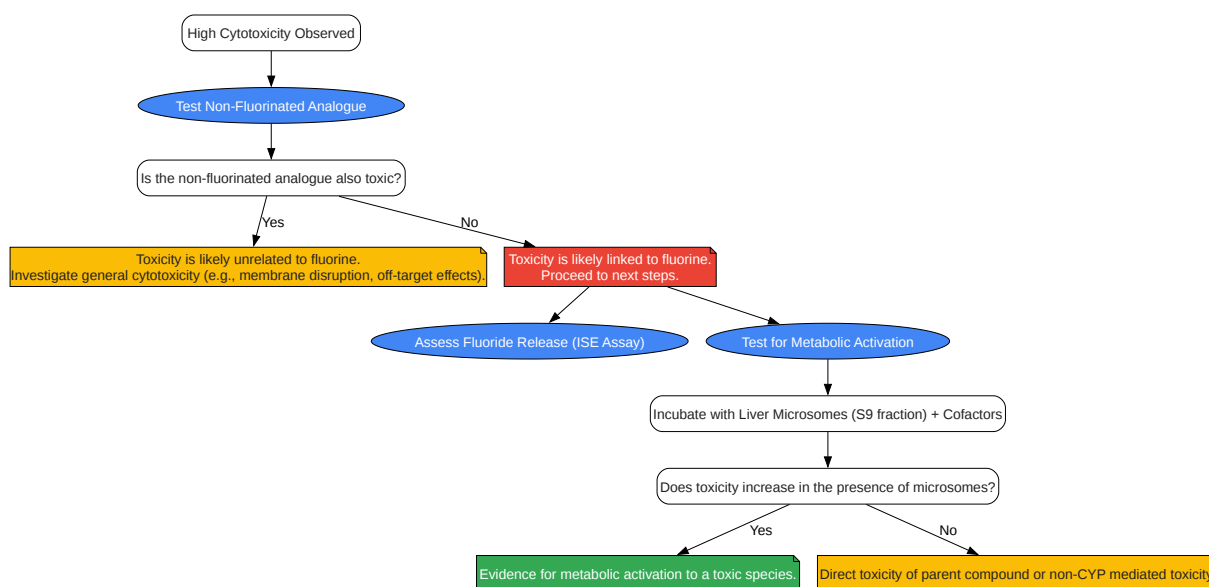 High Cytotoxicity Observed
Test Non-Fluorinated Analogue
Is the non-fluorinated analogue also toxic?
Yes
No
Toxicity is likely unrelated to fluorine.
Investigate general cytotoxicity (e.g., membrane disruption, off-target effects).
Toxicity is likely linked to fluorine.
Proceed to next steps.
Assess Fluoride Release (ISE Assay)
Test for Metabolic Activation
Incubate with Liver Microsomes (S9 fraction) + Cofactors
Does toxicity increase in the presence of microsomes?
Yes
No
Evidence for metabolic activation to a toxic species.
Direct toxicity of parent compound or non-CYP mediated toxicity